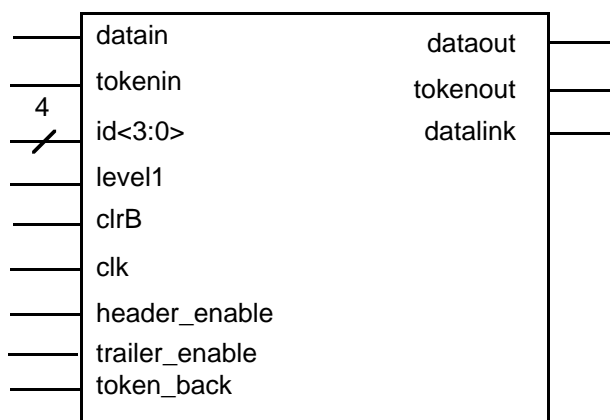 datain
dataout
tokenin
tokenout
4
id<3:0>
datalink
level1
clrB
clk
header_enable
trailer_enable
token_back